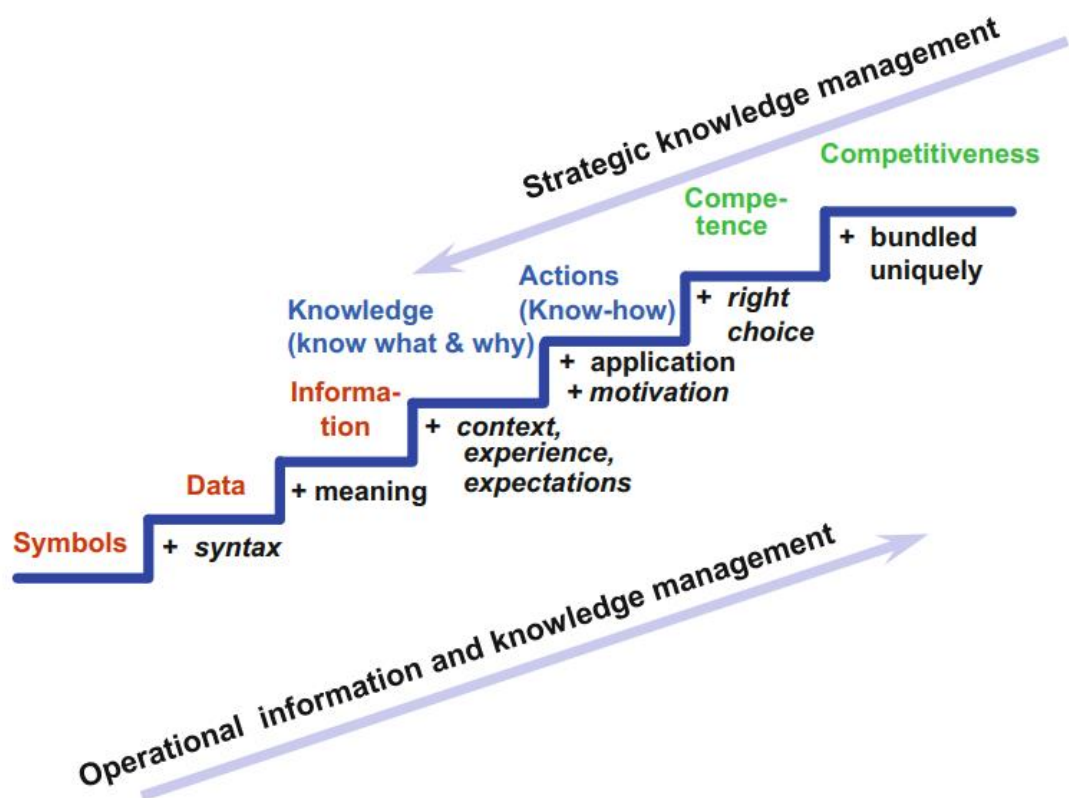 Strategic knowledge management
Competitiveness
Compe-
tence
+ bundled
uniquely
Actions
(Know-how)
+ right
choice
Knowledge
(know what & why)
+ application
+ motivation
Informa-
tion
+ context,
experience,
expectations
Data
+ meaning
Symbols
+ syntax
Operational information and knowledge management